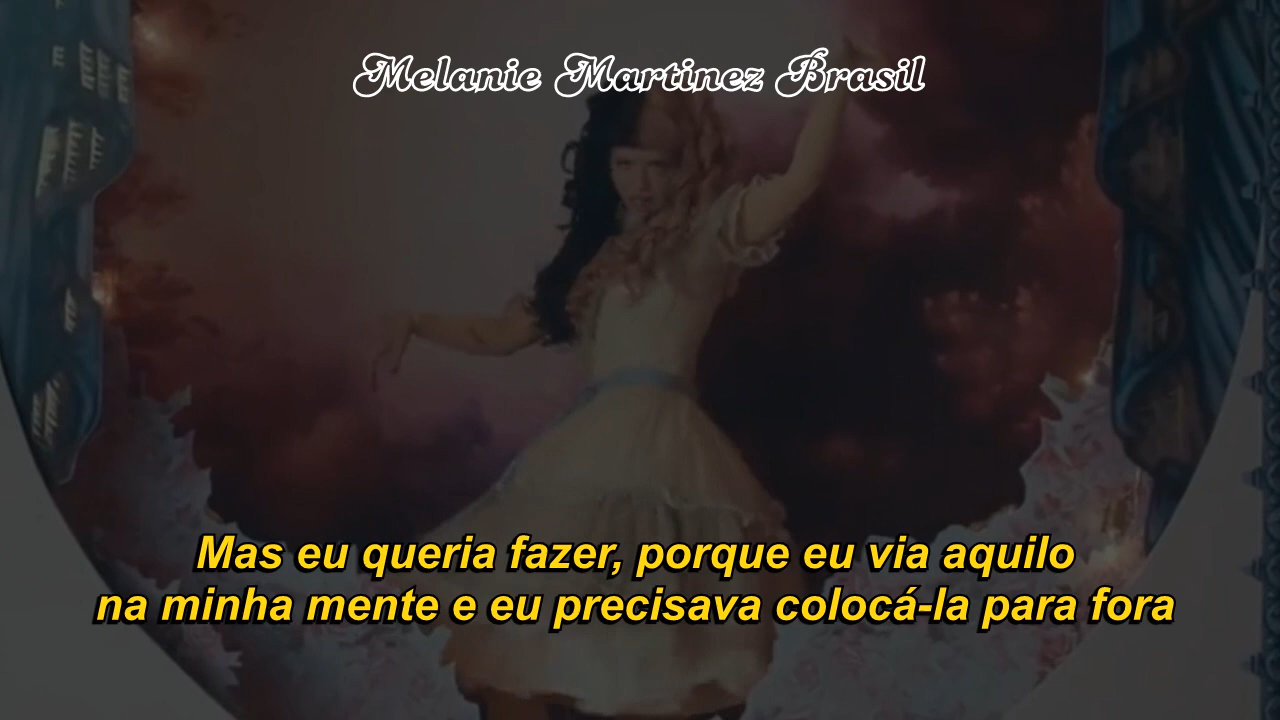 Melanie Martinez Brasil
Mas eu queria fazer, porque eu via aquilo
na minha mente e eu precisava colocá-la para fora